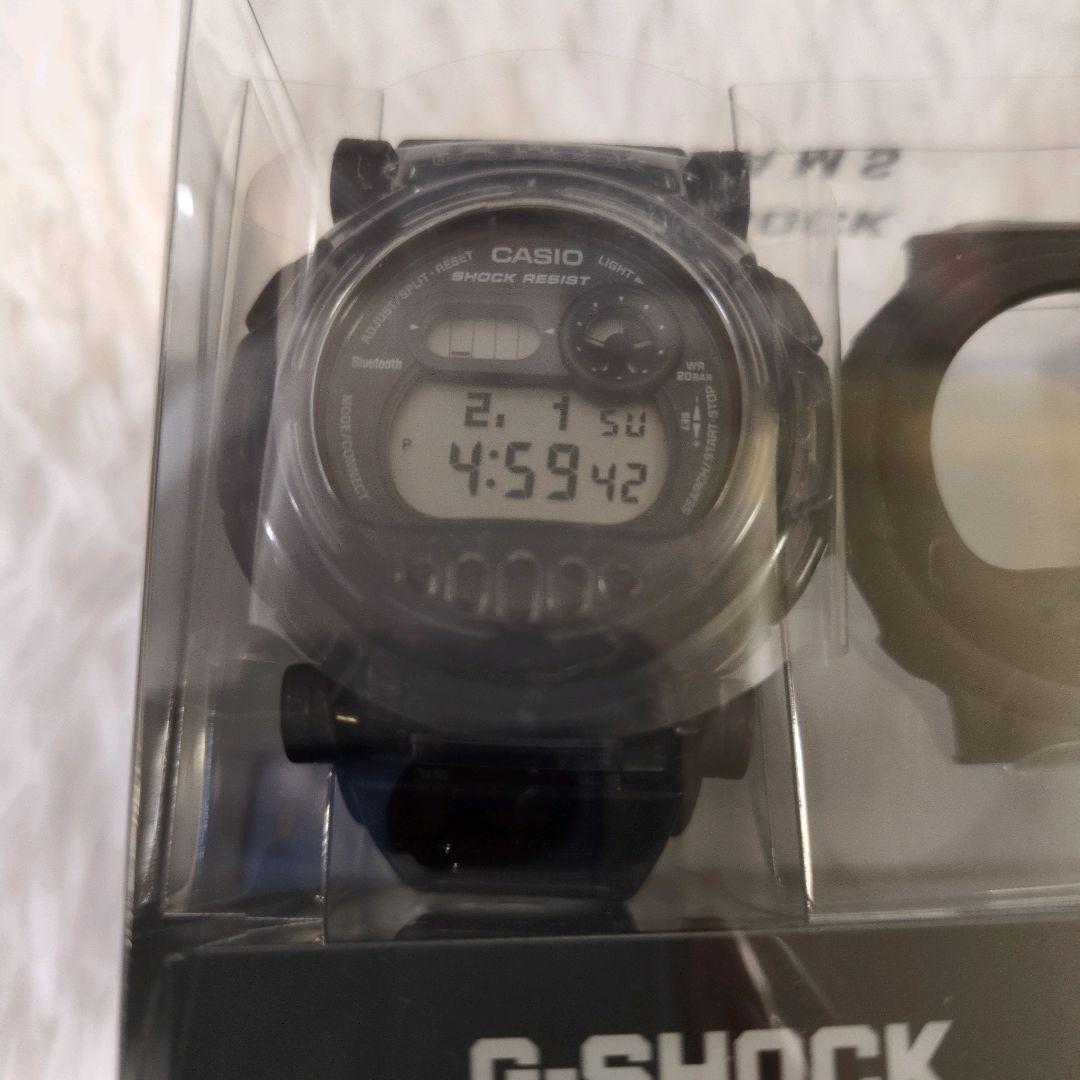 CASIO
SHOCK RESIST
ADJUST/SPLIT·RESET
LIGHT
Bluetooth
WR
20BAR
MODE/CONNECT
SET
SEARCH/START·STOP
2. 1 SU
P
4:59 42
G-SHOCK